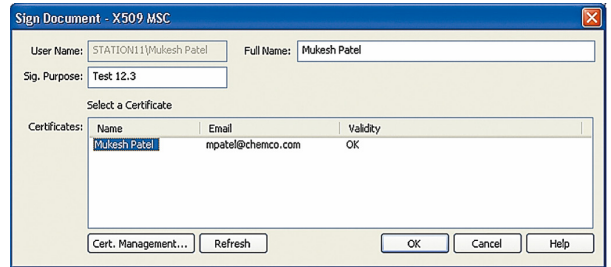 Sign Document - X509 MSC
User Name: STATION11\Mukesh Patel Full Name: Mukesh Patel
Sig. Purpose: Test 12.3
Select a Certificate
Certificates: Name Email Validity
Mukesh Patel mpatel@chemco.com OK
Cert. Management... Refresh OK Cancel Help